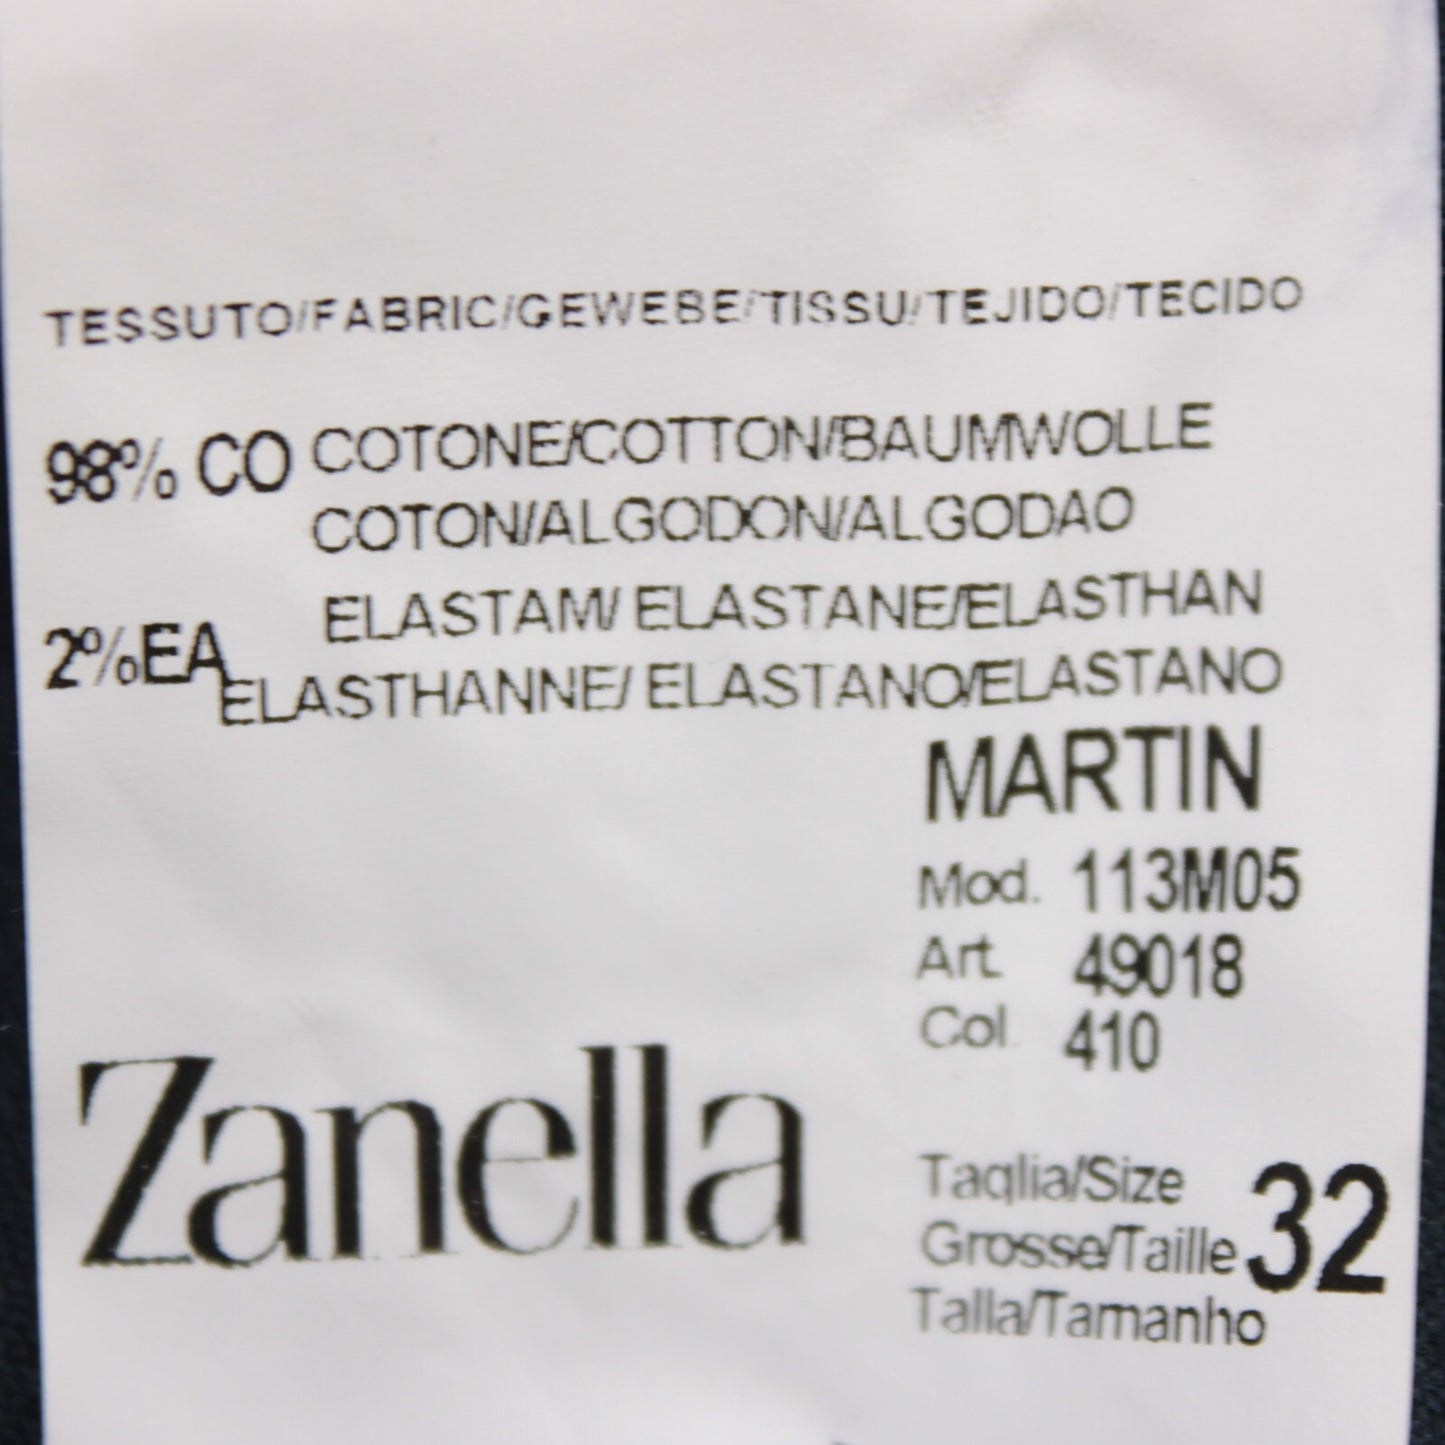 TESSUTO/FABRIC/GEWEBE/TISSU/TEJIDO/TECIDO
98% CO COTONE/COTTON/BAUMWOLLE
COTON/ALGODON/ALGODAO
2%EA ELASTAM/ ELASTANE/ELASTHAN
ELASTHANNE/ ELASTANO/ELASTANO
MARTIN
Mod. 113M05
Art. 49018
Col. 410
Zanella
Taglia/Size
Grosse/Taille 32
Talla/Tamanho